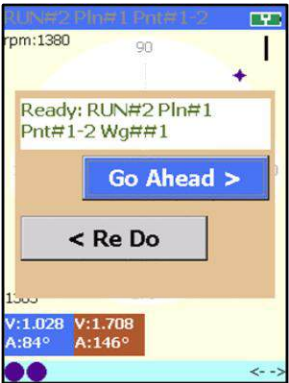 RUN#2 Pln#1 Pnt#1-2
rpm:1380
90
Ready: RUN#2 Pln#1
Pnt#1-2 Wg##1
Go Ahead >
< Re Do
V:1.028 V:1.708
A:84° A:146°
<- ->